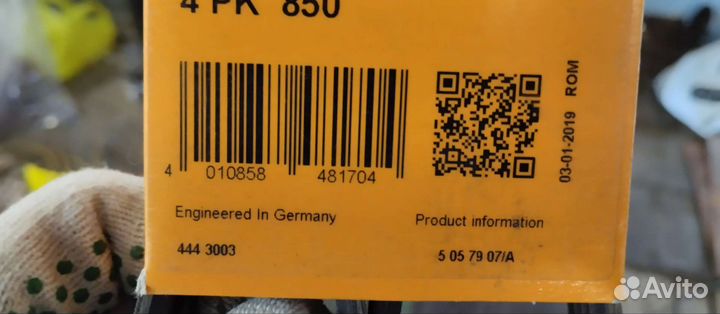 4 PK 850
03-01-2019 ROM
4 010858 481704
Engineered In Germany
Product information
444 3003
5 05 79 07/A
Avito